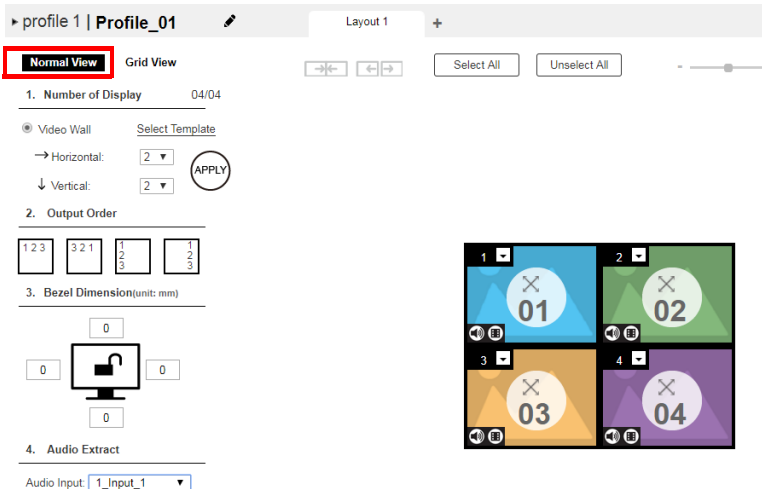 profile 1 | Profile_01
Layout 1 +
Normal View Grid View
Select All Unselect All
1. Number of Display 04/04
Video Wall Select Template
Horizontal: 2
APPLY
Vertical: 2
2. Output Order
1 2 3
3 2 1
1
2
3
1
2
3
3. Bezel Dimension(unit: mm)
0
0 0
0
4. Audio Extract
Audio Input: 1_Input_1
1 2
01 02
3 4
03 04